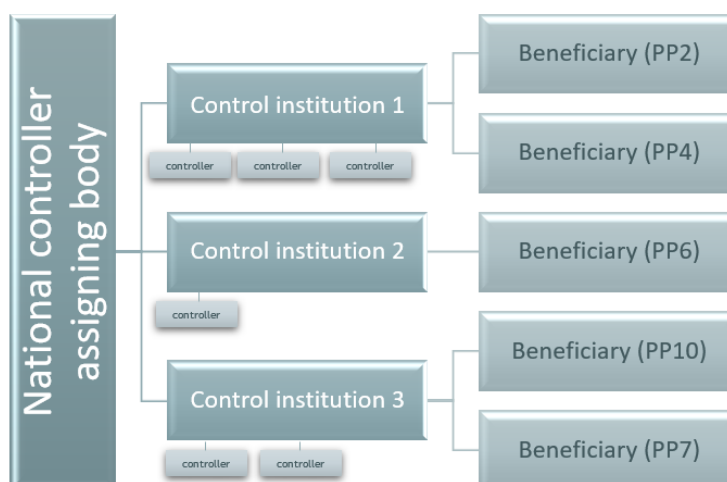 National controller
assigning body
Control institution 1
controller
controller
controller
Beneficiary (PP2)
Beneficiary (PP4)
Control institution 2
controller
Beneficiary (PP6)
Control institution 3
controller
controller
Beneficiary (PP10)
Beneficiary (PP7)